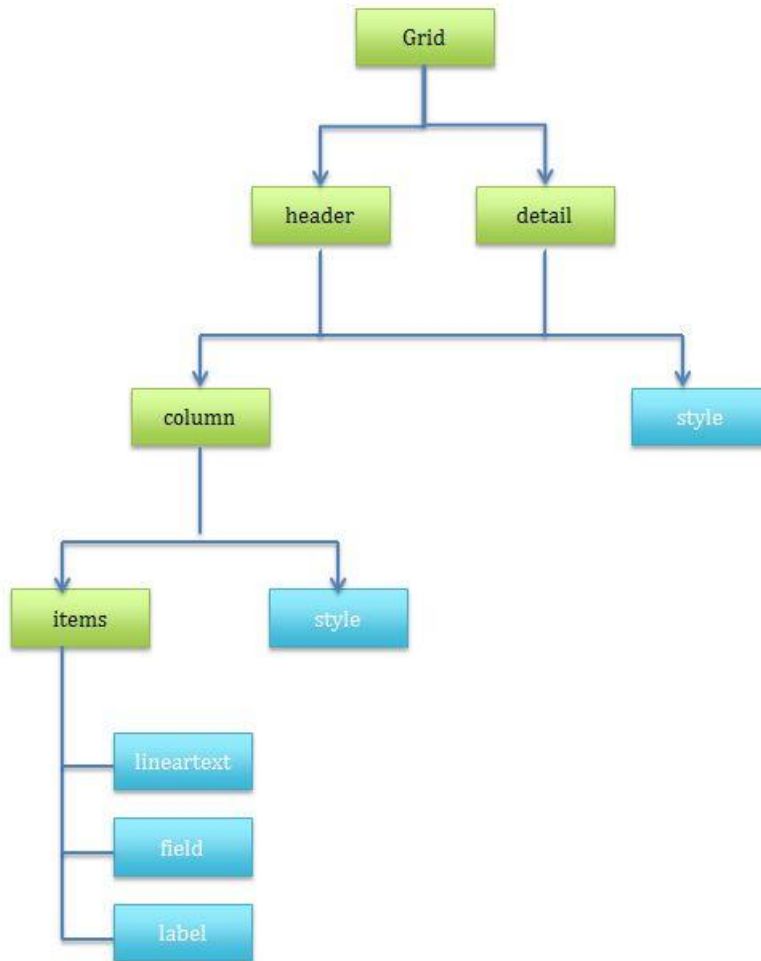 Grid
header
detail
column
style
items
style
lineartext
field
label